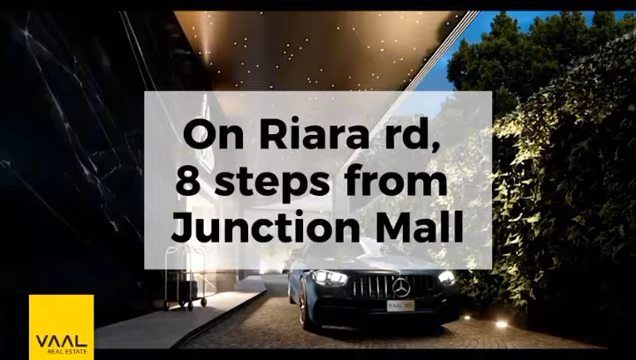 On Riara rd,
8 steps from
Junction Mall
VAAL
REAL ESTATE